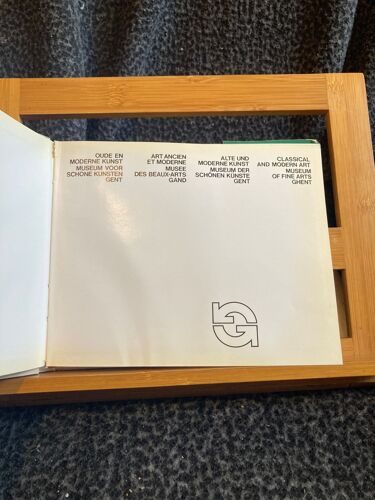 OUDE EN
MODERNE KUNST
MUSEUM VOOR
SCHONE KUNSTEN
GENT
ART ANCIEN
ET MODERNE
MUSEE
DES BEAUX-ARTS
GAND
ALTE UND
MODERNE KUNST
MUSEUM DER
SCHÖNEN KÜNSTE
GENT
CLASSICAL
AND MODERN ART
MUSEUM
OF FINE ARTS
GHENT